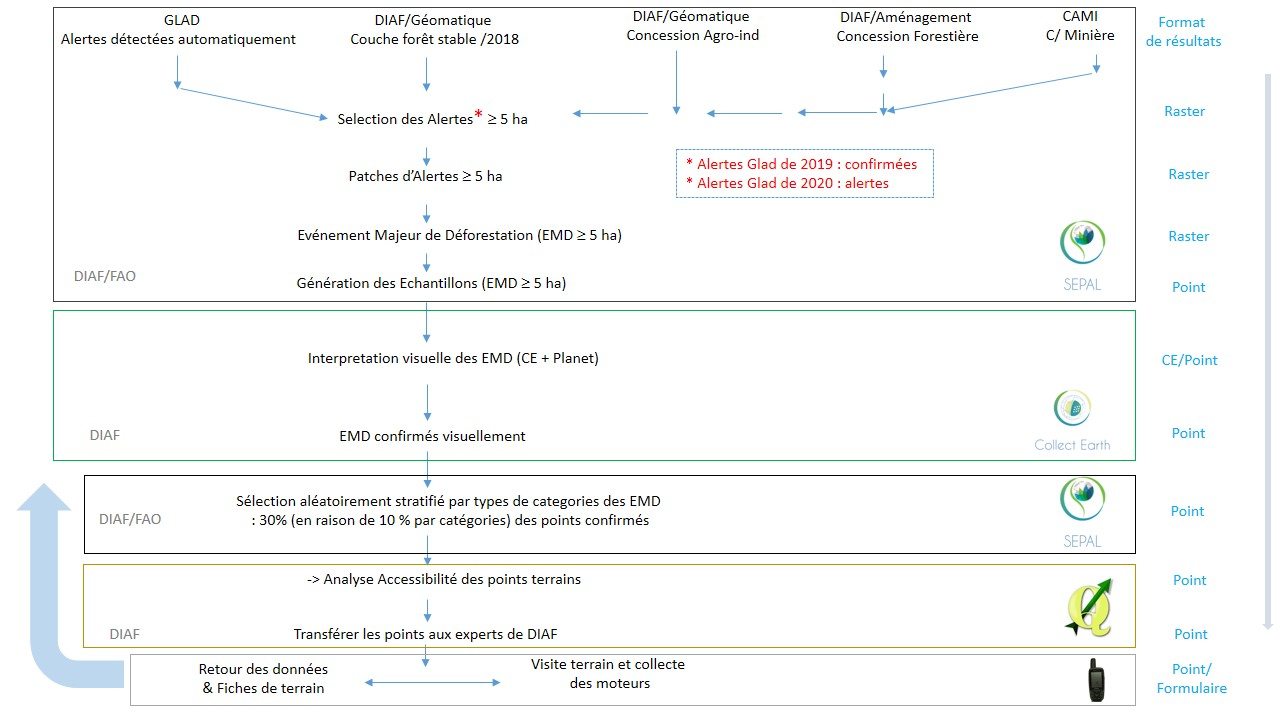 GLAD
Alertes détectées automatiquement
DIAF/Géomatique
Couche forêt stable /2018
DIAF/Géomatique
Concession Agro-ind
DIAF/Aménagement
Concession Forestière
CAMI
C/ Minière
Format
de résultats
Selection des Alertes* ≥ 5 ha
Raster
* Alertes Glad de 2019 : confirmées
* Alertes Glad de 2020 : alertes
Patches d’Alertes ≥ 5 ha
Raster
Evénement Majeur de Déforestation (EMD ≥ 5 ha)
Raster
DIAF/FAO
Génération des Echantillons (EMD ≥ 5 ha)
SEPAL
Point
Interpretation visuelle des EMD (CE + Planet)
CE/Point
DIAF
EMD confirmés visuellement
Collect Earth
Point
DIAF/FAO
Sélection aléatoirement stratifié par types de categories des EMD
: 30% (en raison de 10 % par catégories) des points confirmés
SEPAL
Point
-> Analyse Accessibilité des points terrains
Point
DIAF
Transférer les points aux experts de DIAF
Point
Retour des données
& Fiches de terrain
Visite terrain et collecte
des moteurs
Point/
Formulaire